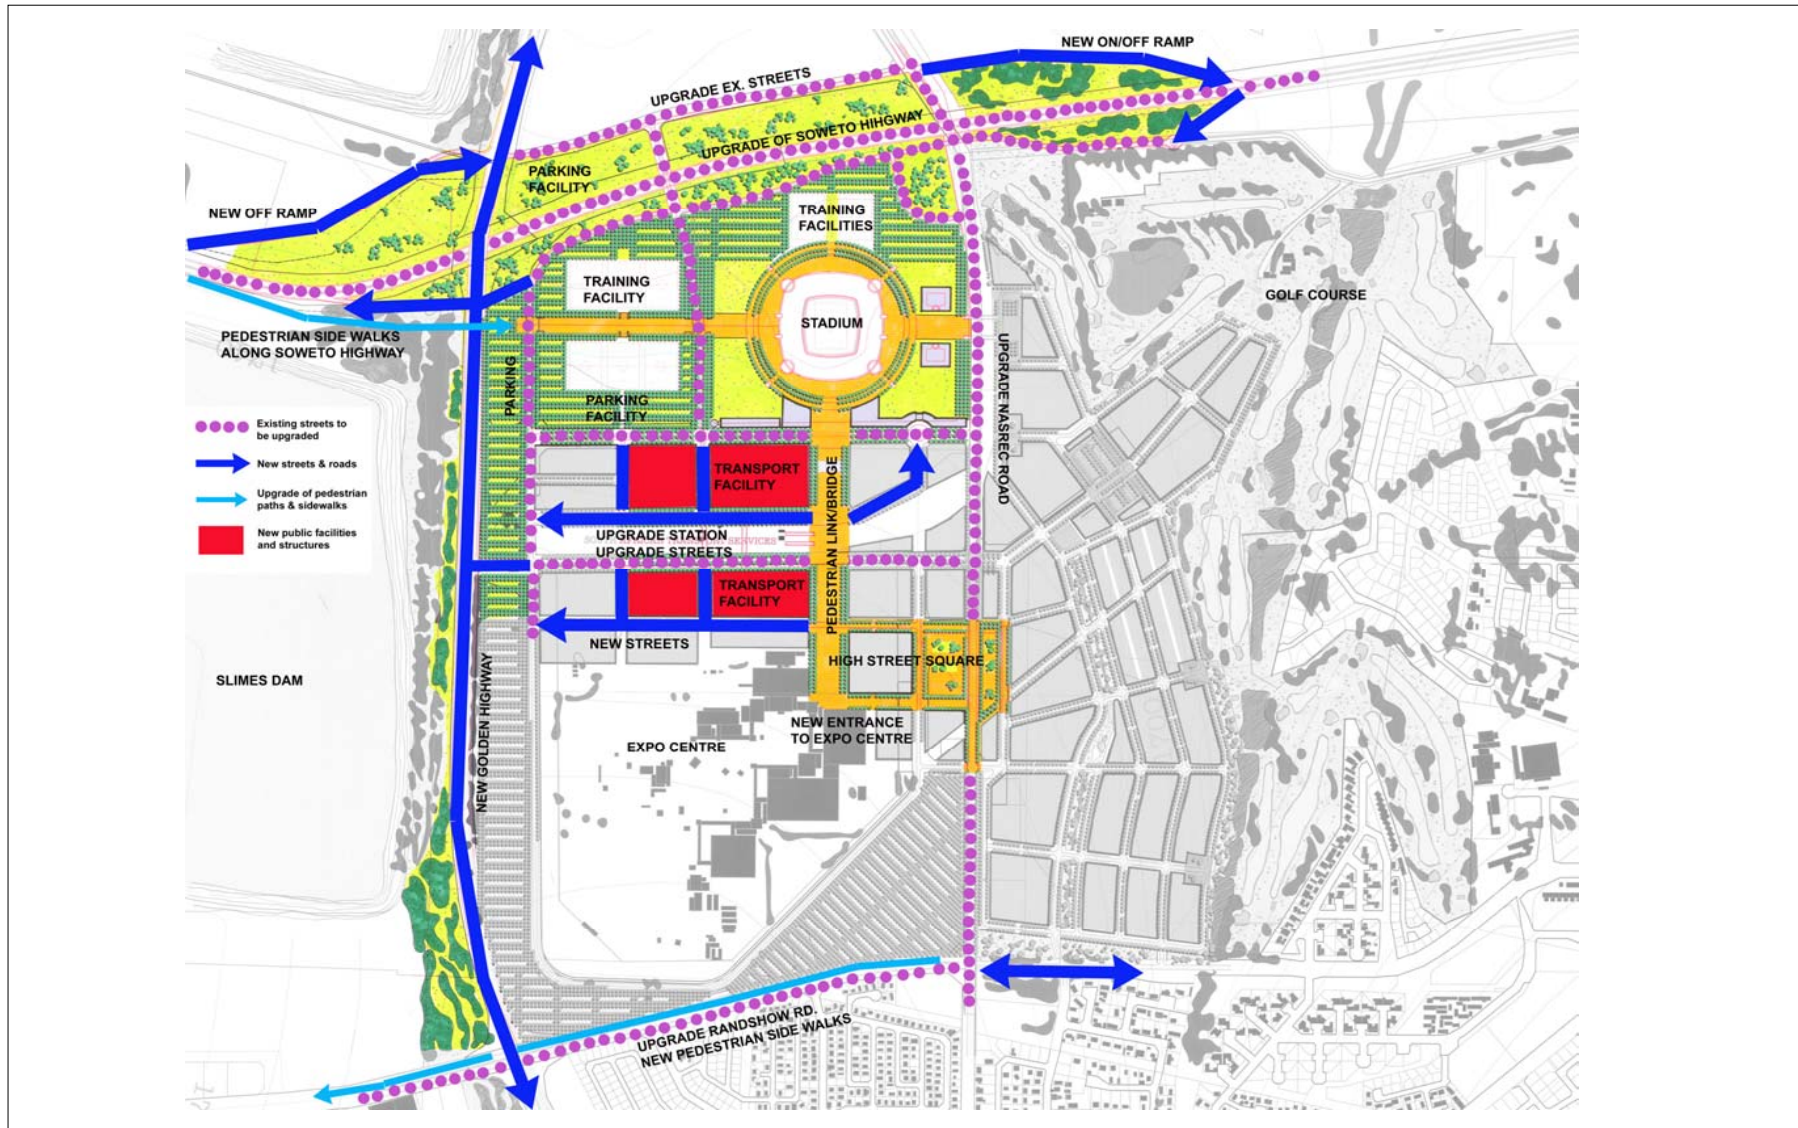 NEW ON/OFF RAMP
UPGRADE EX. STREETS
UPGRADE OF SOWETO HIHGWAY
PARKING
FACILITY
NEW OFF RAMP
TRAINING
FACILITIES
TRAINING
FACILITY
GOLF COURSE
STADIUM
PEDESTRIAN SIDE WALKS
ALONG SOWETO HIGHWAY
PARKING
UPGRADE NASREC ROAD
PARKING
FACILITY
Existing streets to
be upgraded
New streets & roads
Upgrade of pedestrian
paths & sidewalks
New public facilities
and structures
TRANSPORT
FACILITY
PEDESTRIAN LINK/BRIDGE
UPGRADE STATION
UPGRADE STREETS
TRANSPORT
FACILITY
NEW STREETS
HIGH STREET SQUARE
SLIMES DAM
NEW GOLDEN HIGHWAY
NEW ENTRANCE
TO EXPO CENTRE
EXPO CENTRE
UPGRADE RANDSHOW RD.
NEW PEDESTRIAN SIDE WALKS